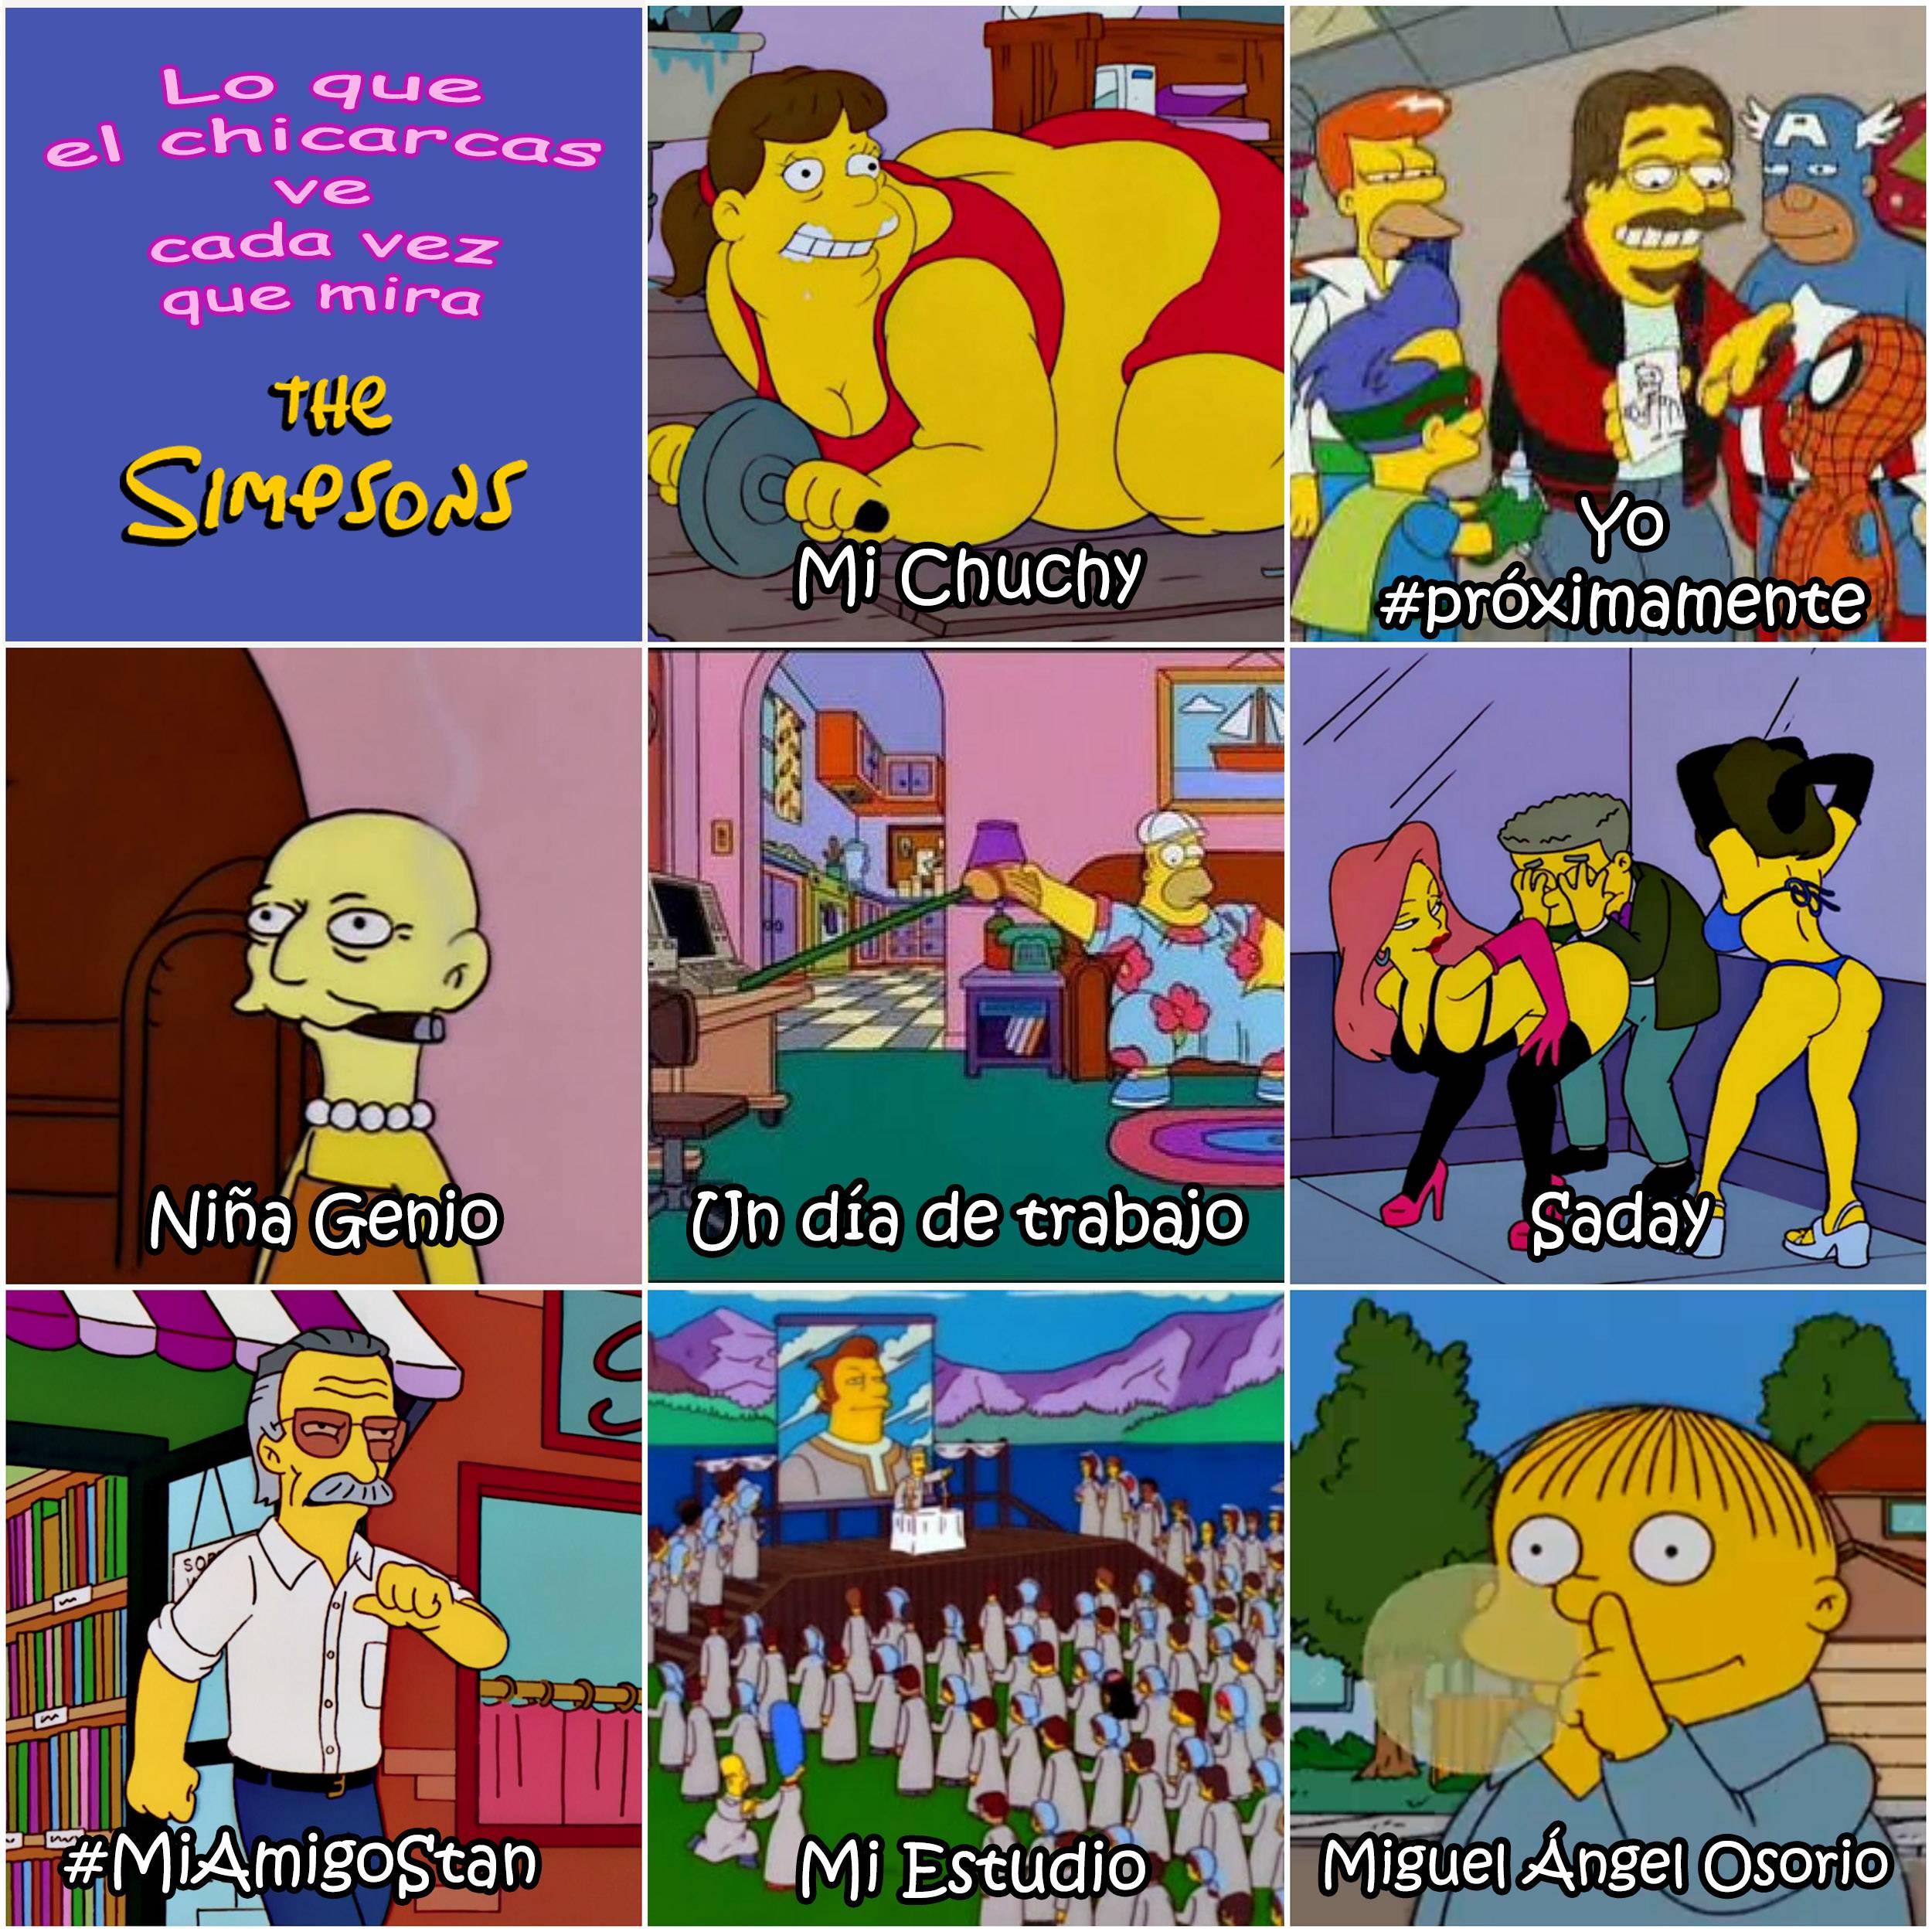 Lo que
el chicarcas
ve
cada vez
que mira
THE
SIMPSONS
Mi Chuchy
Yo
#próximamente
Niña Genio
Un día de trabajo
Saday
#MiAmigoStan
Mi Estudio
Miguel Ángel Osorio